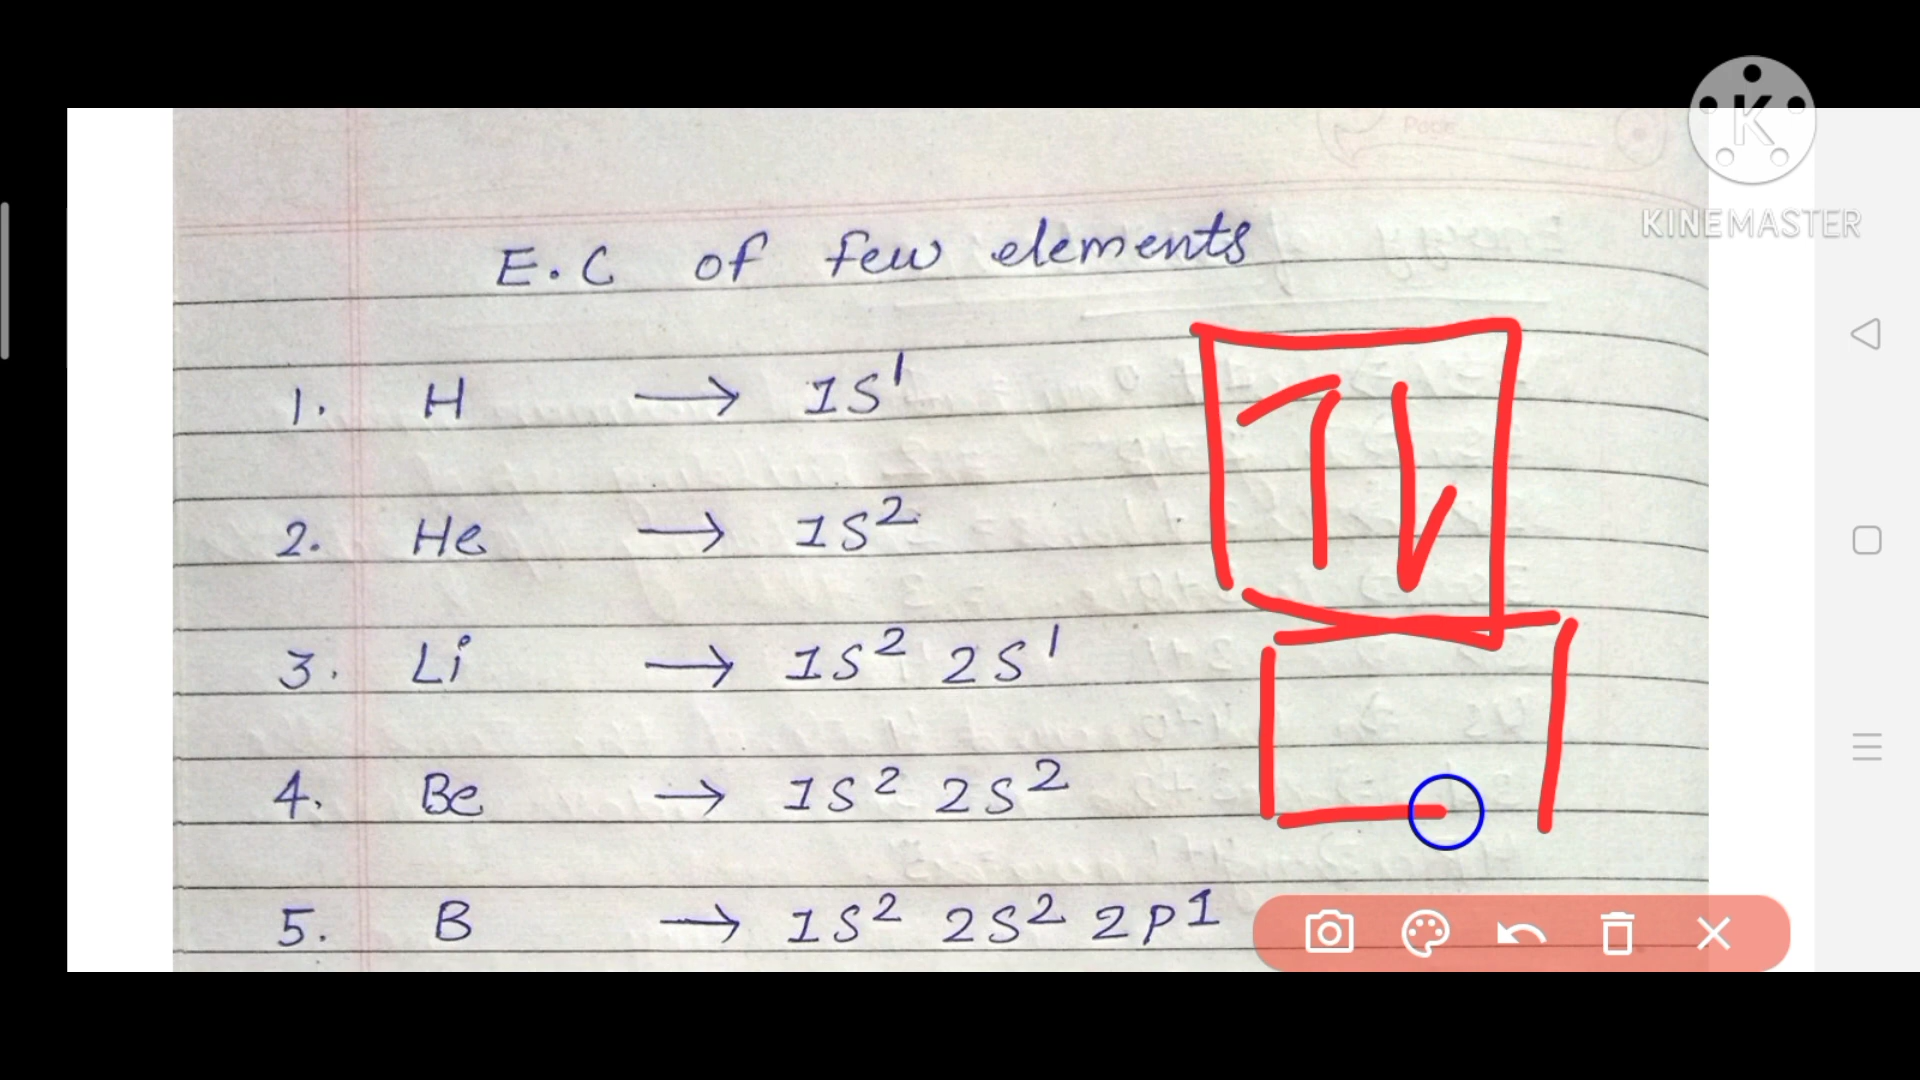 E.C of few elements
1. H → 1S¹
2. He → 1S²
3. Li → 1S² 2S¹
4. Be → 1S² 2S²
5. B → 1S² 2S² 2P¹
K
KINEMASTER
Page